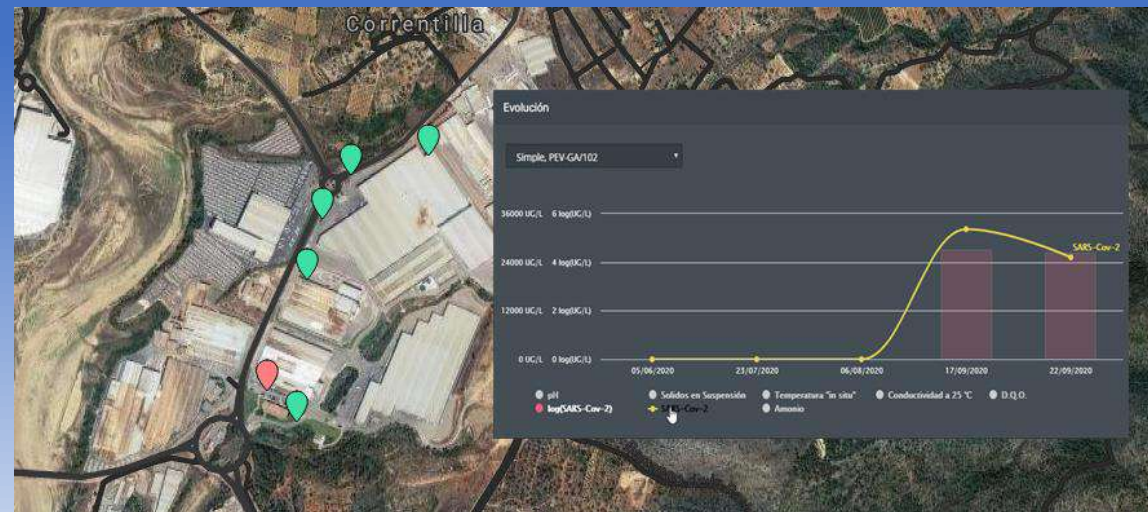 Correntilla
Evolución
Simple, PEV-GA/102
36000 UG/L 6 log(UG/L)
24000 UG/L 4 log(UG/L)
12000 UG/L 2 log(UG/L)
0 UG/L 0 log(UG/L)
SARS-Cov-2
05/06/2020 23/07/2020 06/08/2020 17/09/2020 22/09/2020
pH Solidos en Suspensión Temperatura "in situ" Conductividad a 25 ℃ D.Q.O.
log(SARS-Cov-2) SARS-Cov-2 Amonio